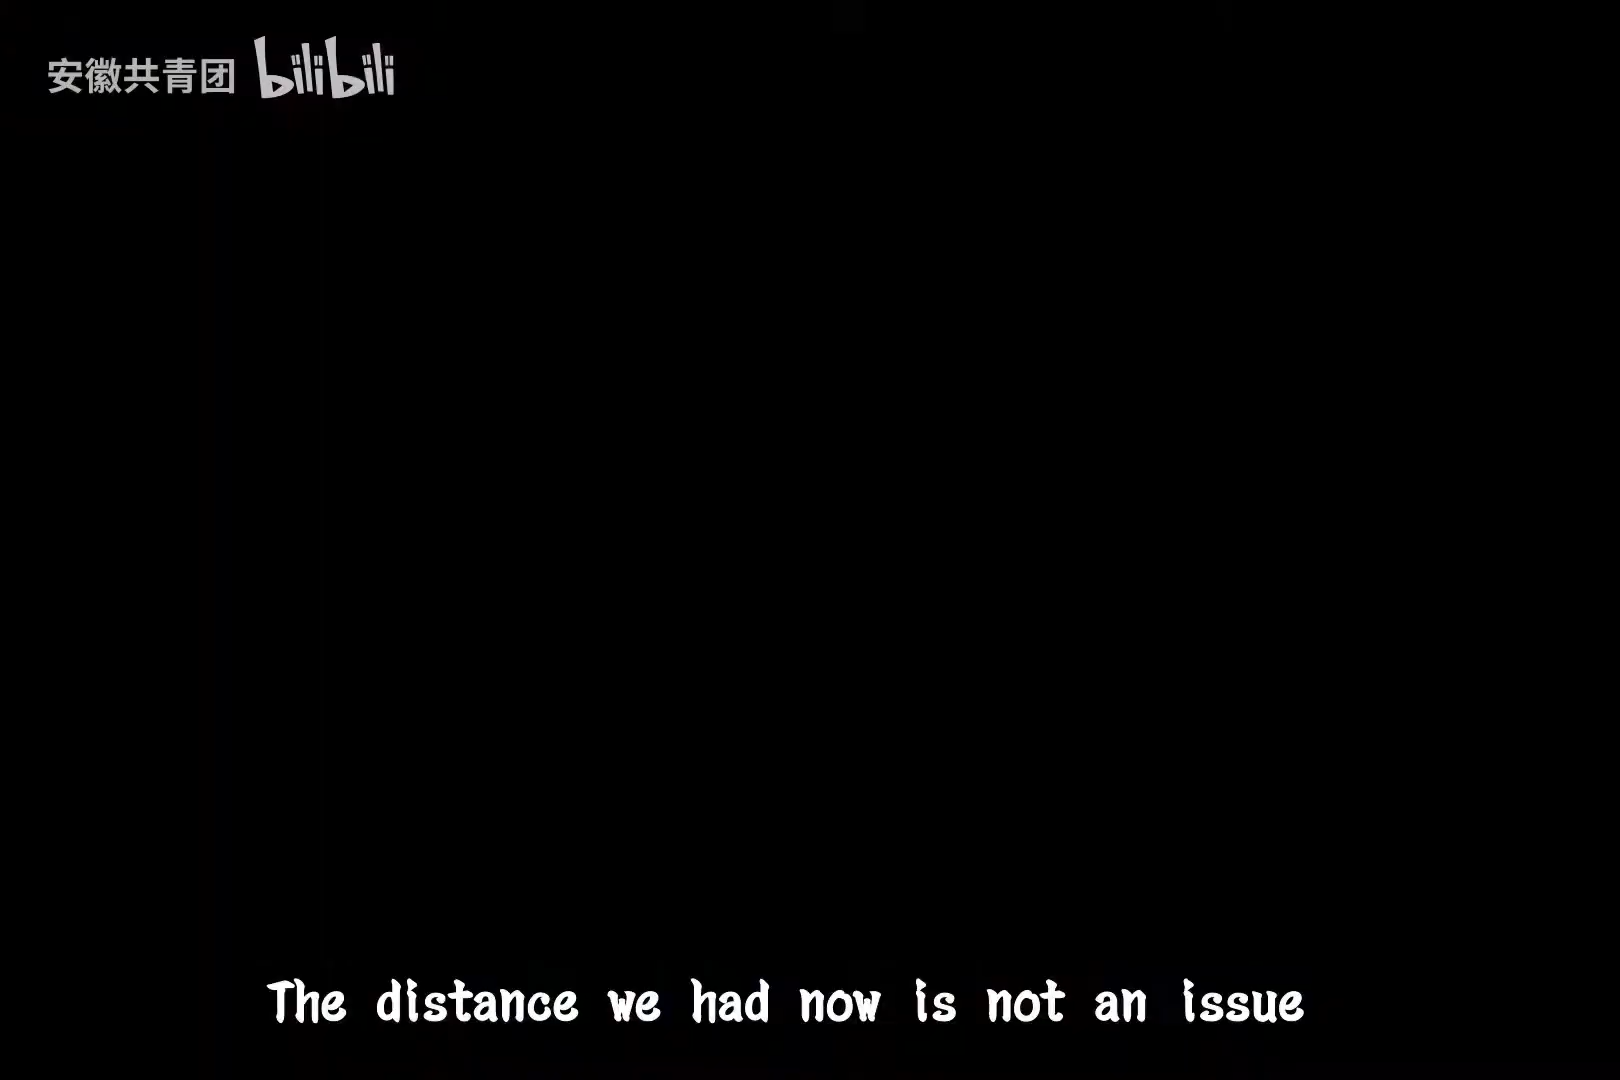 安徽共青团 bilibili
The distance we had now is not an issue